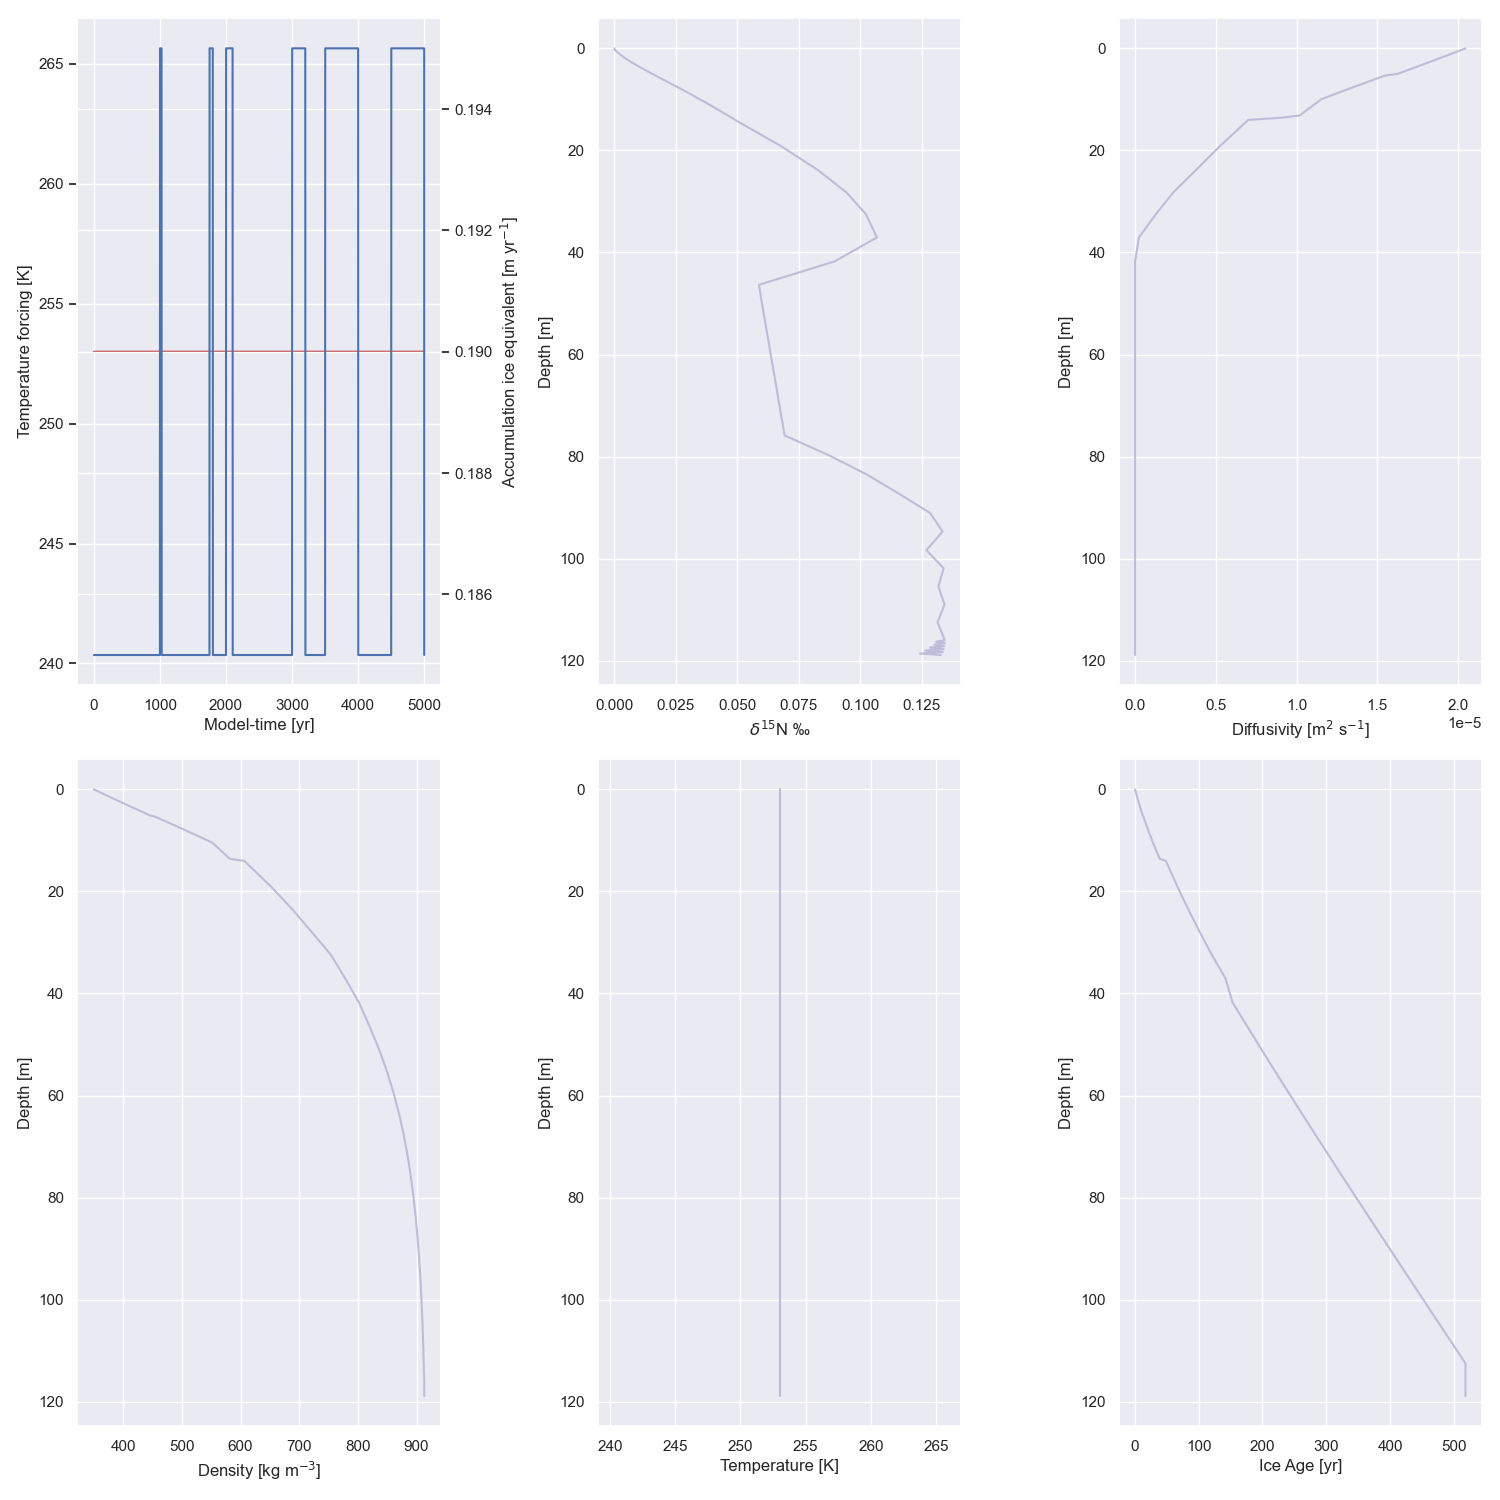 Temperature forcing [K]
265
260
255
250
245
240
0 1000 2000 3000 4000 5000
Model-time [yr]
0.194
0.192
0.190
0.188
0.186
Accumulation ice equivalent [m yr⁻¹]
Depth [m]
0
20
40
60
80
100
120
0.000 0.025 0.050 0.075 0.100 0.125
δ¹⁵N ‰
Depth [m]
0
20
40
60
80
100
120
0.0 0.5 1.0 1.5 2.0
1e−5
Diffusivity [m² s⁻¹]
Depth [m]
0
20
40
60
80
100
120
400 500 600 700 800 900
Density [kg m⁻³]
Depth [m]
0
20
40
60
80
100
120
240 245 250 255 260 265
Temperature [K]
Depth [m]
0
20
40
60
80
100
120
0 100 200 300 400 500
Ice Age [yr]